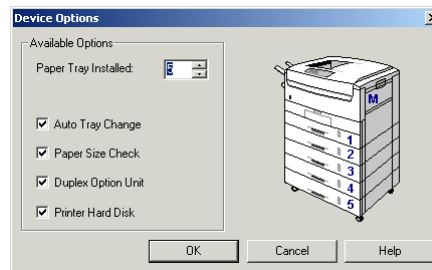 Device Options
Available Options
Paper Tray Installed: 5
Auto Tray Change
Paper Size Check
Duplex Option Unit
Printer Hard Disk
M
1
2
3
4
5
OK Cancel Help